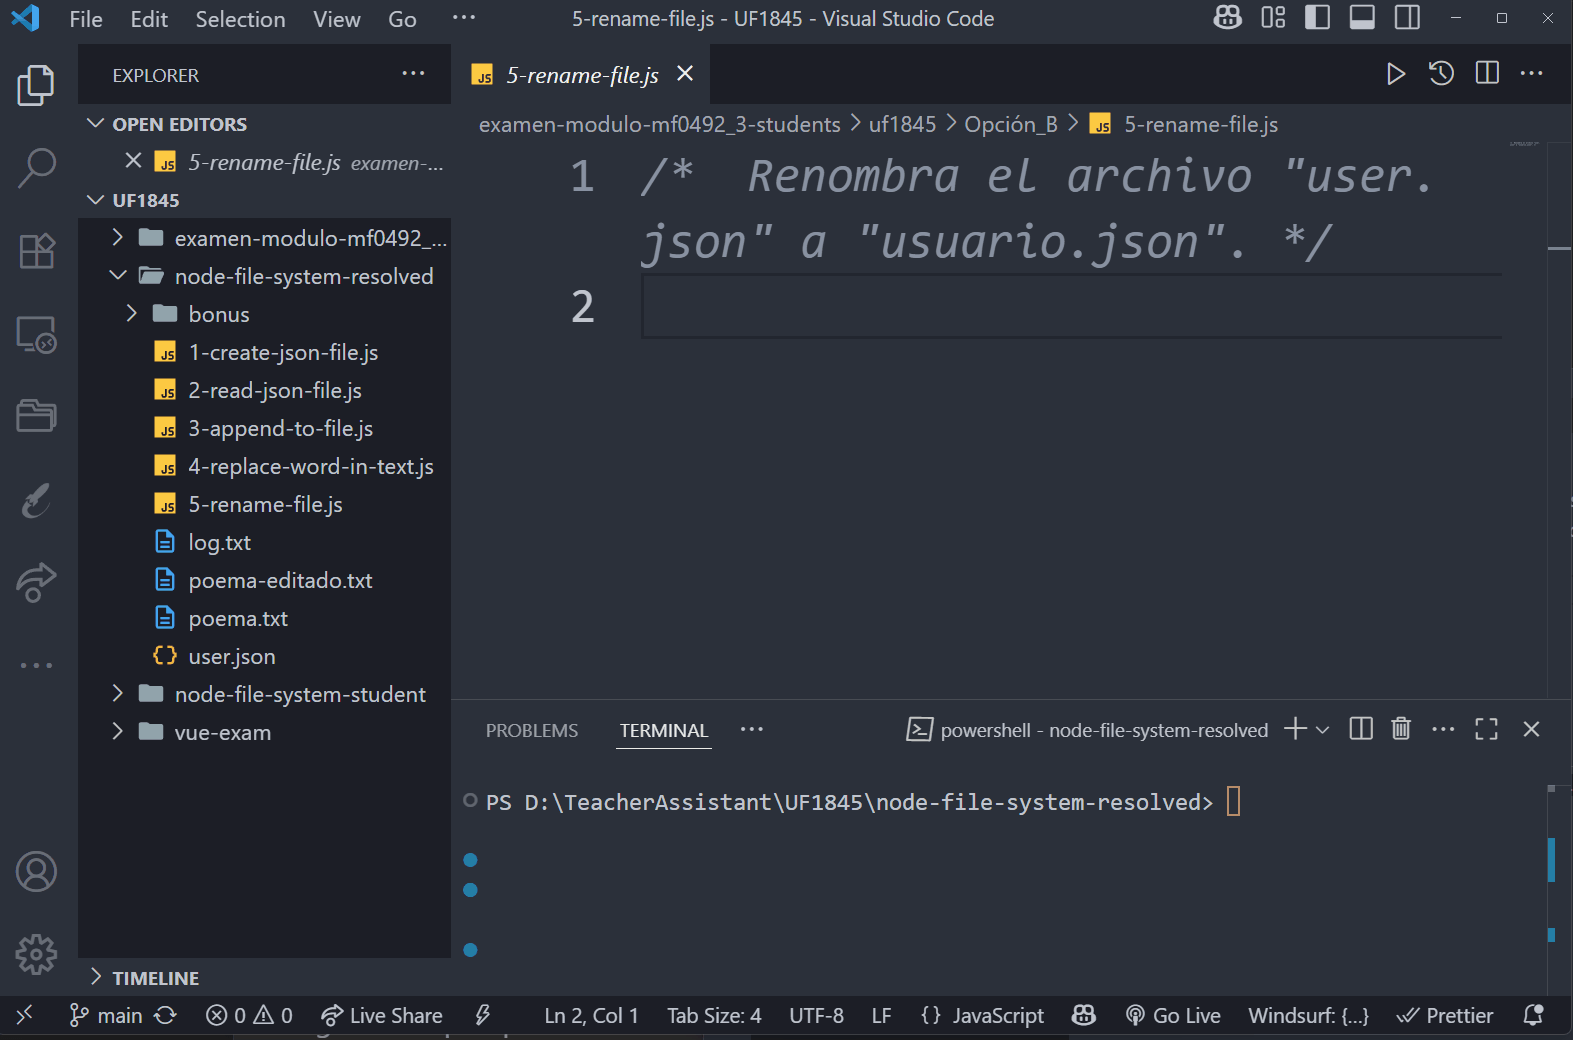 File Edit Selection View Go ··· 5-rename-file.js - UF1845 - Visual Studio Code
EXPLORER ···
JS 5-rename-file.js
OPEN EDITORS
JS 5-rename-file.js examen-...
UF1845
examen-modulo-mf0492_...
node-file-system-resolved
bonus
JS 1-create-json-file.js
JS 2-read-json-file.js
JS 3-append-to-file.js
JS 4-replace-word-in-text.js
JS 5-rename-file.js
log.txt
poema-editado.txt
poema.txt
{} user.json
node-file-system-student
vue-exam
TIMELINE
examen-modulo-mf0492_3-students > uf1845 > Opción_B > JS 5-rename-file.js
1 /* Renombra el archivo "user.
json" a "usuario.json". */
2
PROBLEMS TERMINAL ··· powershell - node-file-system-resolved
PS D:\TeacherAssistant\UF1845\node-file-system-resolved>
main 0 0 Live Share Ln 2, Col 1 Tab Size: 4 UTF-8 LF {} JavaScript Go Live Windsurf: {...} Prettier